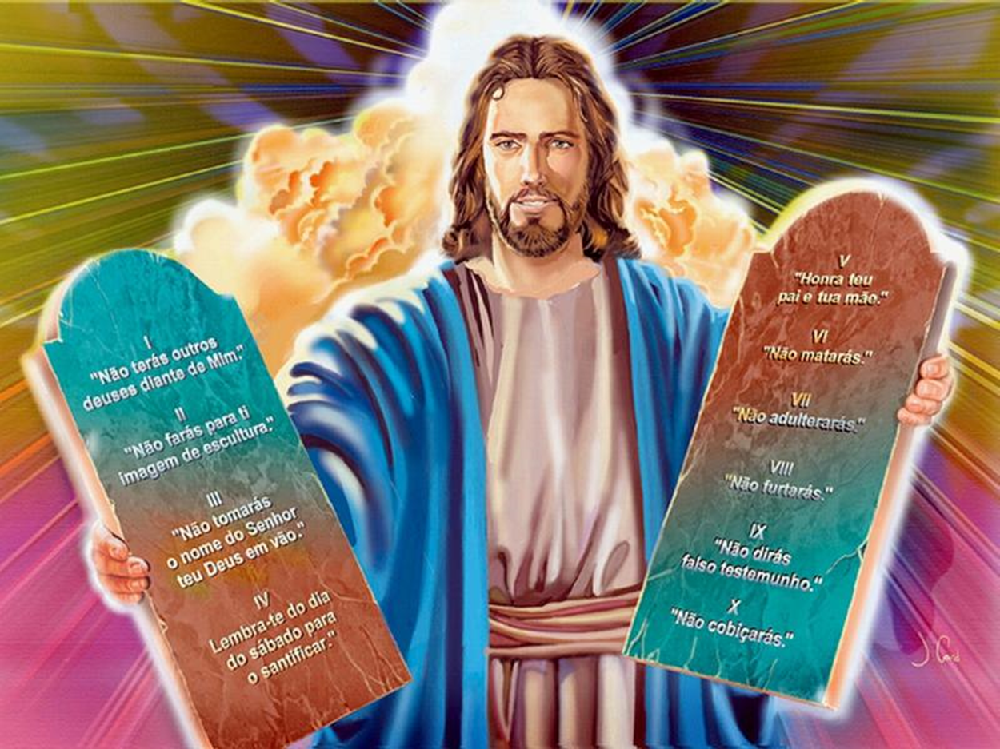 I
"Não terás outros
deuses diante de Mim."
II
"Não farás para ti
imagem de escultura."
III
"Não tomarás
o nome do Senhor
teu Deus em vão."
IV
Lembra-te do dia
do sábado para
o santificar."
V
"Honra teu
pai e tua mãe."
VI
"Não matarás."
VII
"Não adulterarás."
VIII
"Não furtarás."
IX
"Não dirás
falso testemunho."
X
"Não cobiçarás."